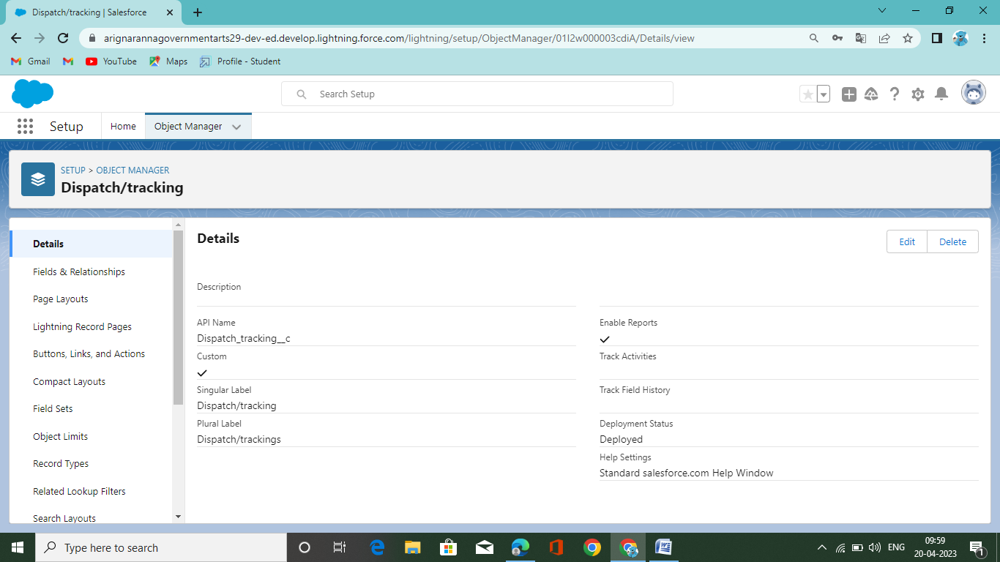 Dispatch/tracking | Salesforce
arignarannagovernmentarts29-dev-ed.develop.lightning.force.com/lightning/setup/ObjectManager/01I2w000003cdiA/Details/view
Gmail YouTube Maps Profile - Student
Search Setup
Setup Home Object Manager
SETUP > OBJECT MANAGER
Dispatch/tracking
Details
Fields & Relationships
Page Layouts
Lightning Record Pages
Buttons, Links, and Actions
Compact Layouts
Field Sets
Object Limits
Record Types
Related Lookup Filters
Search Layouts
Details
Edit Delete
Description
API Name
Dispatch_tracking__c
Custom
Singular Label
Dispatch/tracking
Plural Label
Dispatch/trackings
Enable Reports
Track Activities
Track Field History
Deployment Status
Deployed
Help Settings
Standard salesforce.com Help Window
Type here to search
ENG
09:59
20-04-2023
1